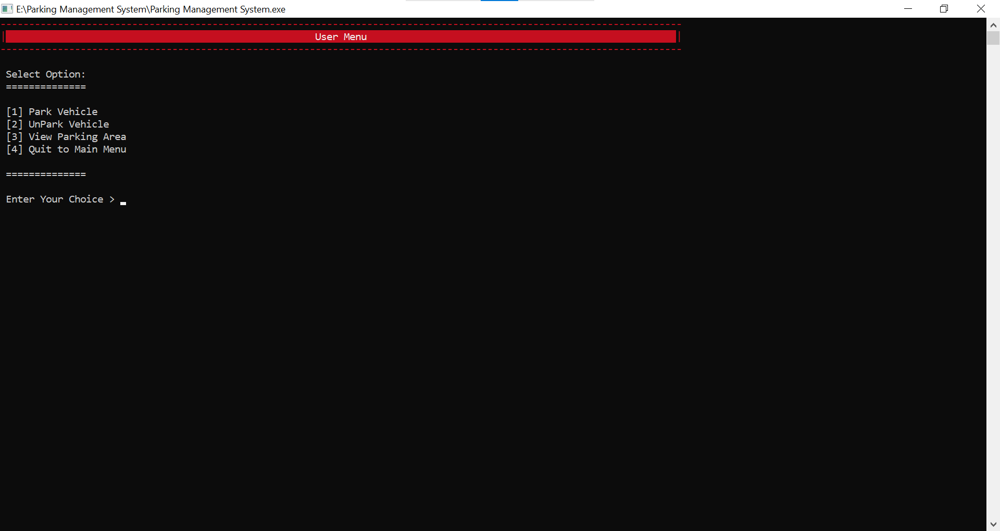 E:\Parking Management System\Parking Management System.exe
User Menu
Select Option:
==============
[1] Park Vehicle
[2] UnPark Vehicle
[3] View Parking Area
[4] Quit to Main Menu
==============
Enter Your Choice >